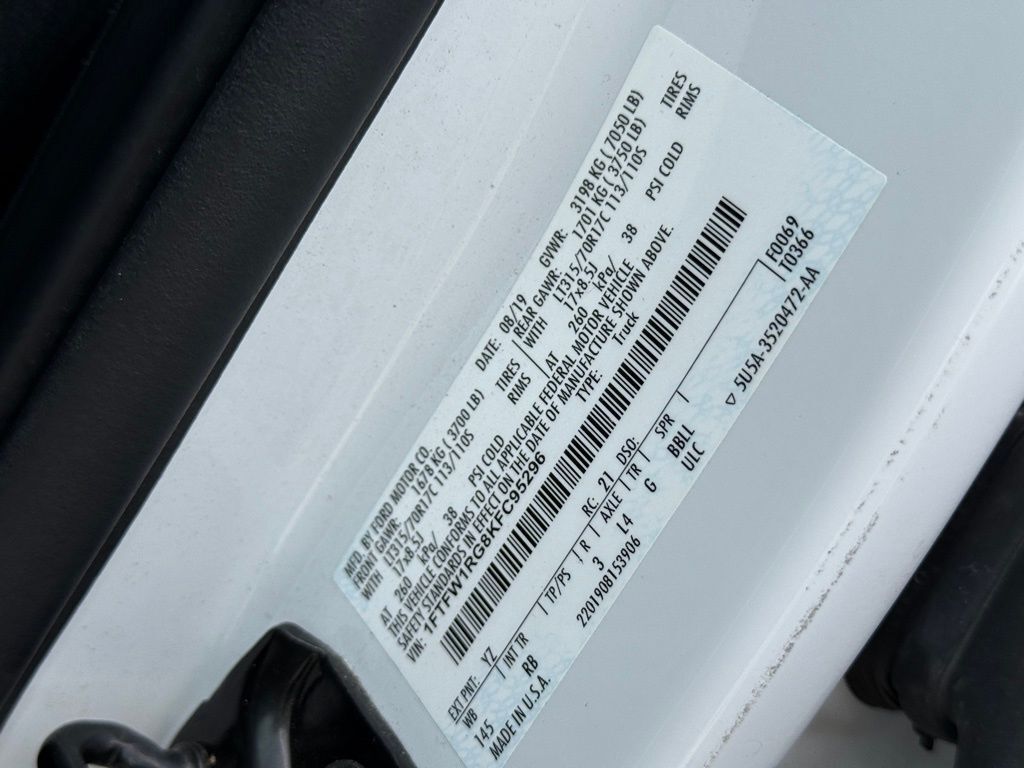 MFD. BY FORD MOTOR CO.
DATE: 08/19 GVWR: 3198 KG ( 7050 LB)
FRONT GAWR: 1678 KG ( 3700 LB) REAR GAWR: 1701 KG ( 3750 LB)
WITH LT315/70R17C 113/110S TIRES WITH LT315/70R17C 113/110S TIRES
17x8.5J RIMS 17x8.5J RIMS
AT 260 kPa/ 38 PSI COLD AT 260 kPa/ 38 PSI COLD
THIS VEHICLE CONFORMS TO ALL APPLICABLE FEDERAL MOTOR VEHICLE
SAFETY STANDARDS IN EFFECT ON THE DATE OF MANUFACTURE SHOWN ABOVE.
VIN: 1FTFW1RG8KFC95296 TYPE: Truck
EXT PNT: YZ RC: 21 DSO:
WB INT TR TP/PS R AXLE TR SPR
145 RB 3 L4 G BBLL F0069
MADE IN U.S.A. 2201908153906 ULC T0366
▽ 5U5A-3520472-AA